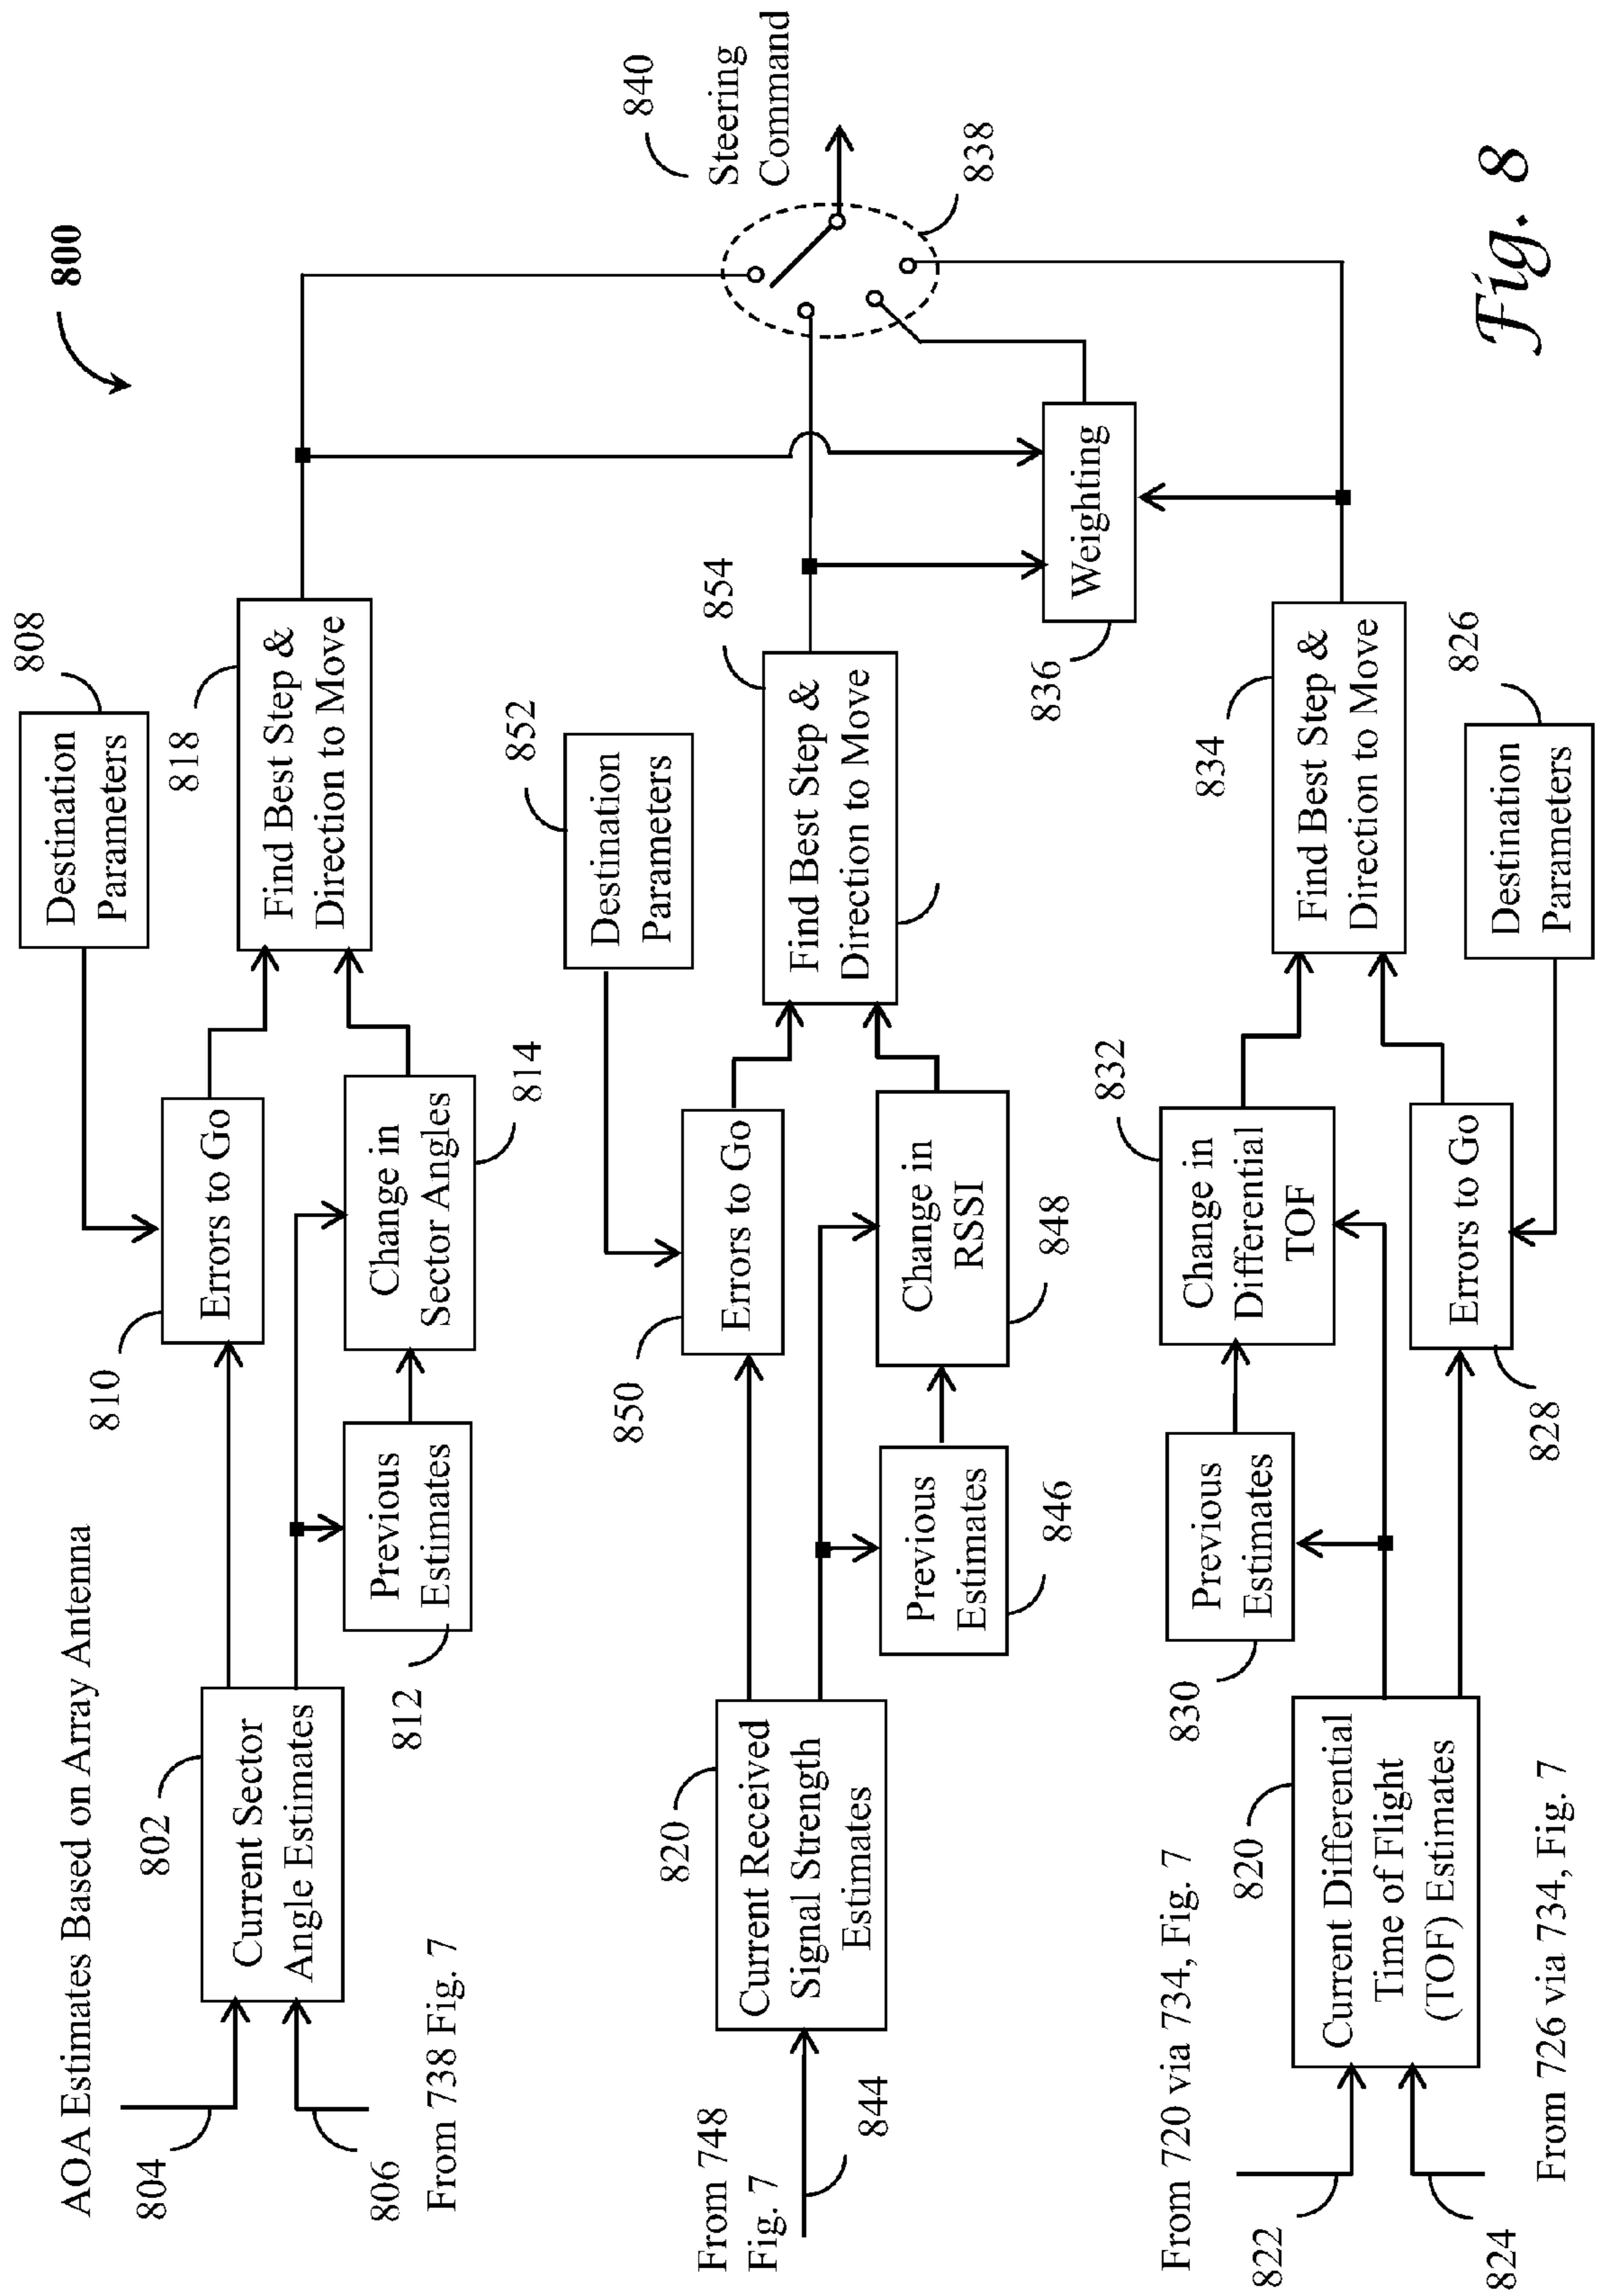 800
AOA Estimates Based on Array Antenna
804
806
From 738 Fig. 7
802
Current Sector
Angle Estimates
812
Previous
Estimates
810
Errors to Go
Change in
Sector Angles
814
808
Destination
Parameters
818
Find Best Step &
Direction to Move
From 748
Fig. 7
844
820
Current Received
Signal Strength
Estimates
Previous
Estimates
846
850
Errors to Go
Change in
RSSI
848
852
Destination
Parameters
854
Find Best Step &
Direction to Move
Weighting
836
840
Steering
Command
838
From 720 via 734, Fig. 7
822
824
820
Current Differential
Time of Flight
(TOF) Estimates
From 726 via 734, Fig. 7
830
Previous
Estimates
832
Change in
Differential
TOF
Errors to Go
828
834
Find Best Step &
Direction to Move
826
Destination
Parameters
Fig. 8